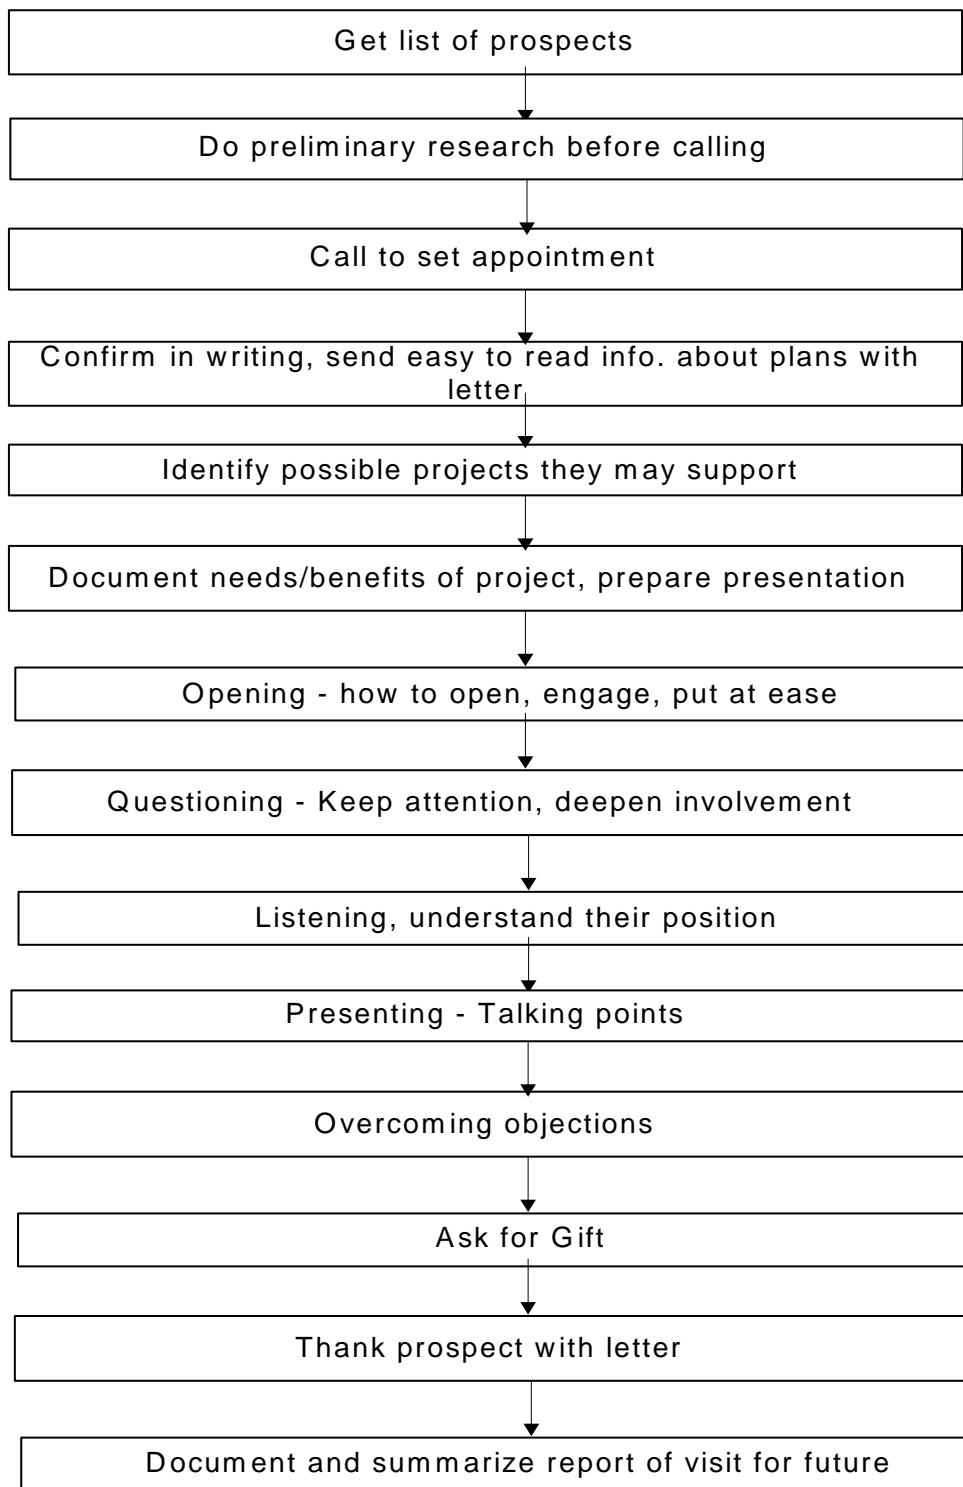 Get list of prospects
Do preliminary research before calling
Call to set appointment
Confirm in writing, send easy to read info. about plans with
letter
Identify possible projects they may support
Document needs/benefits of project, prepare presentation
Opening - how to open, engage, put at ease
Questioning - Keep attention, deepen involvement
Listening, understand their position
Presenting - Talking points
Overcoming objections
Ask for Gift
Thank prospect with letter
Document and summarize report of visit for future